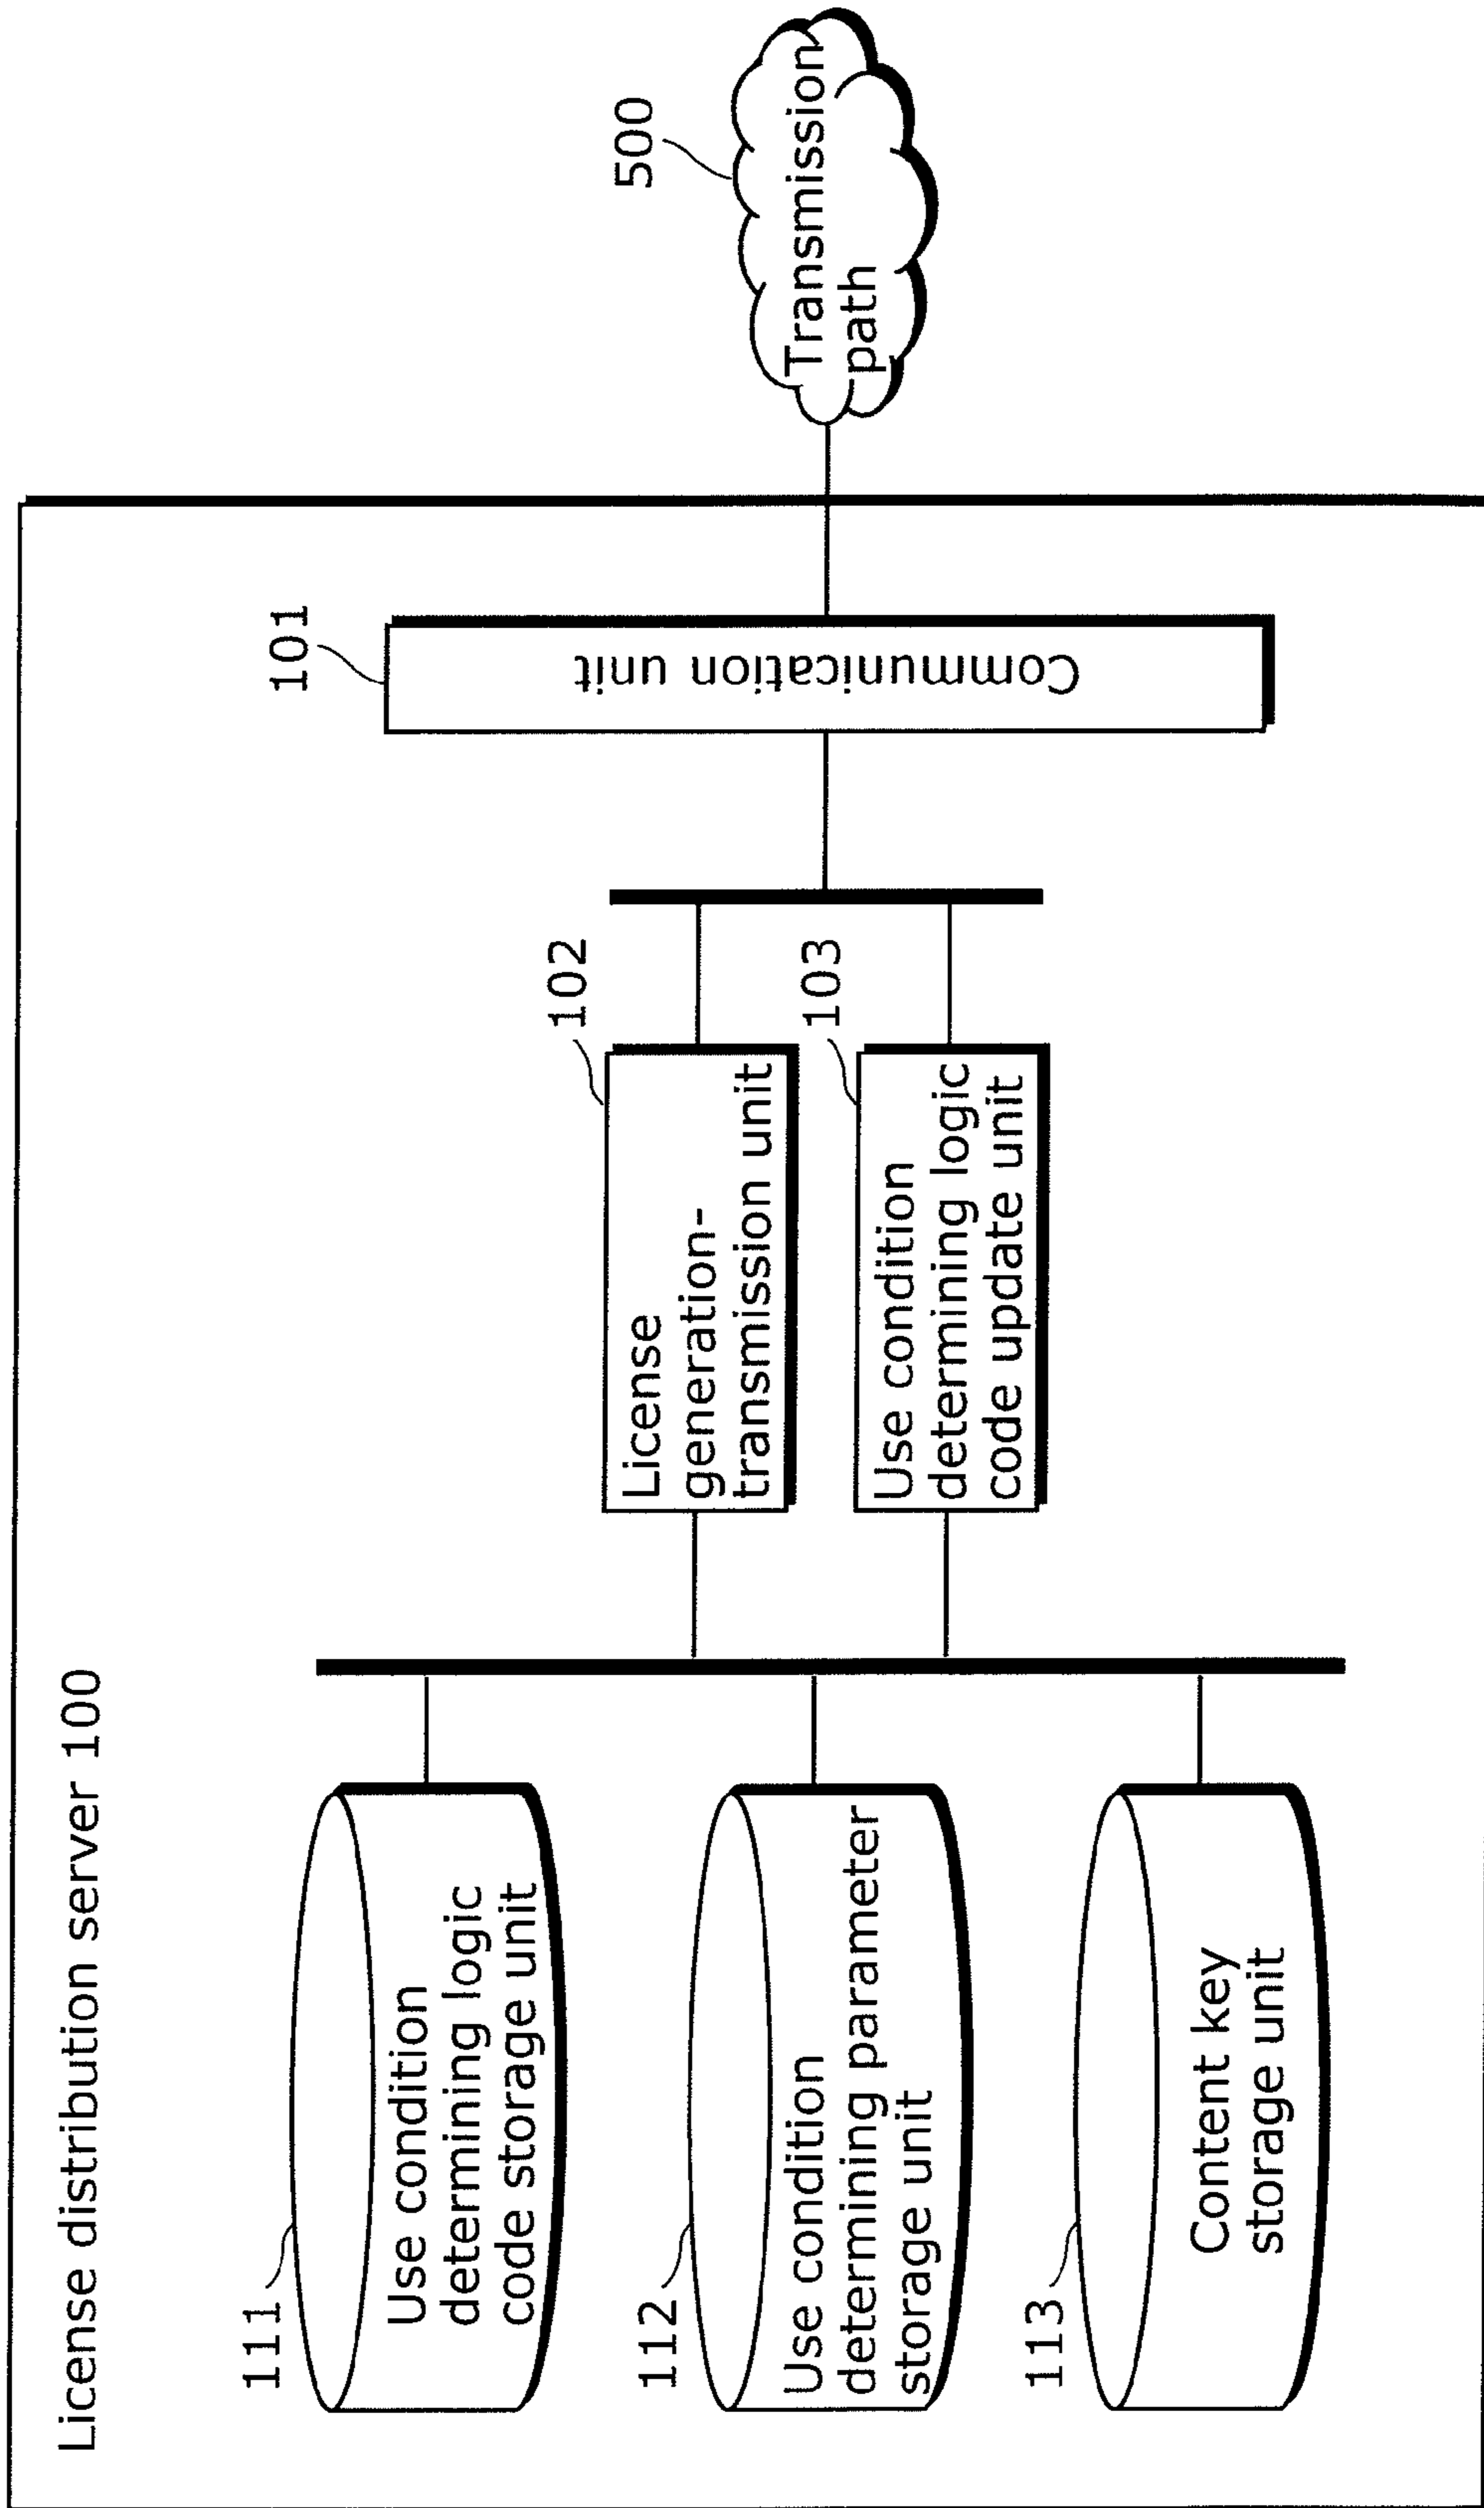 License distribution server 100
111
Use condition
determining logic
code storage unit
112
Use condition
determining parameter
storage unit
113
Content key
storage unit
102
License
generation-
transmission unit
103
Use condition
determining logic
code update unit
101
Communication unit
500
Transmission
path